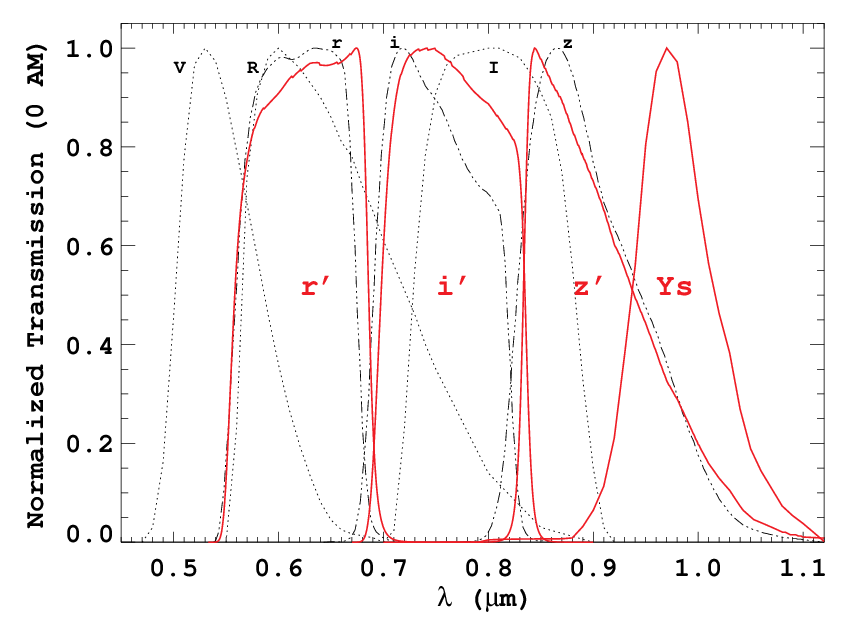 Normalized Transmission (0 AM)
1.0
0.8
0.6
0.4
0.2
0.0
V R r i I z
r′ i′ z′ Ys
0.5 0.6 0.7 0.8 0.9 1.0 1.1
λ (μm)